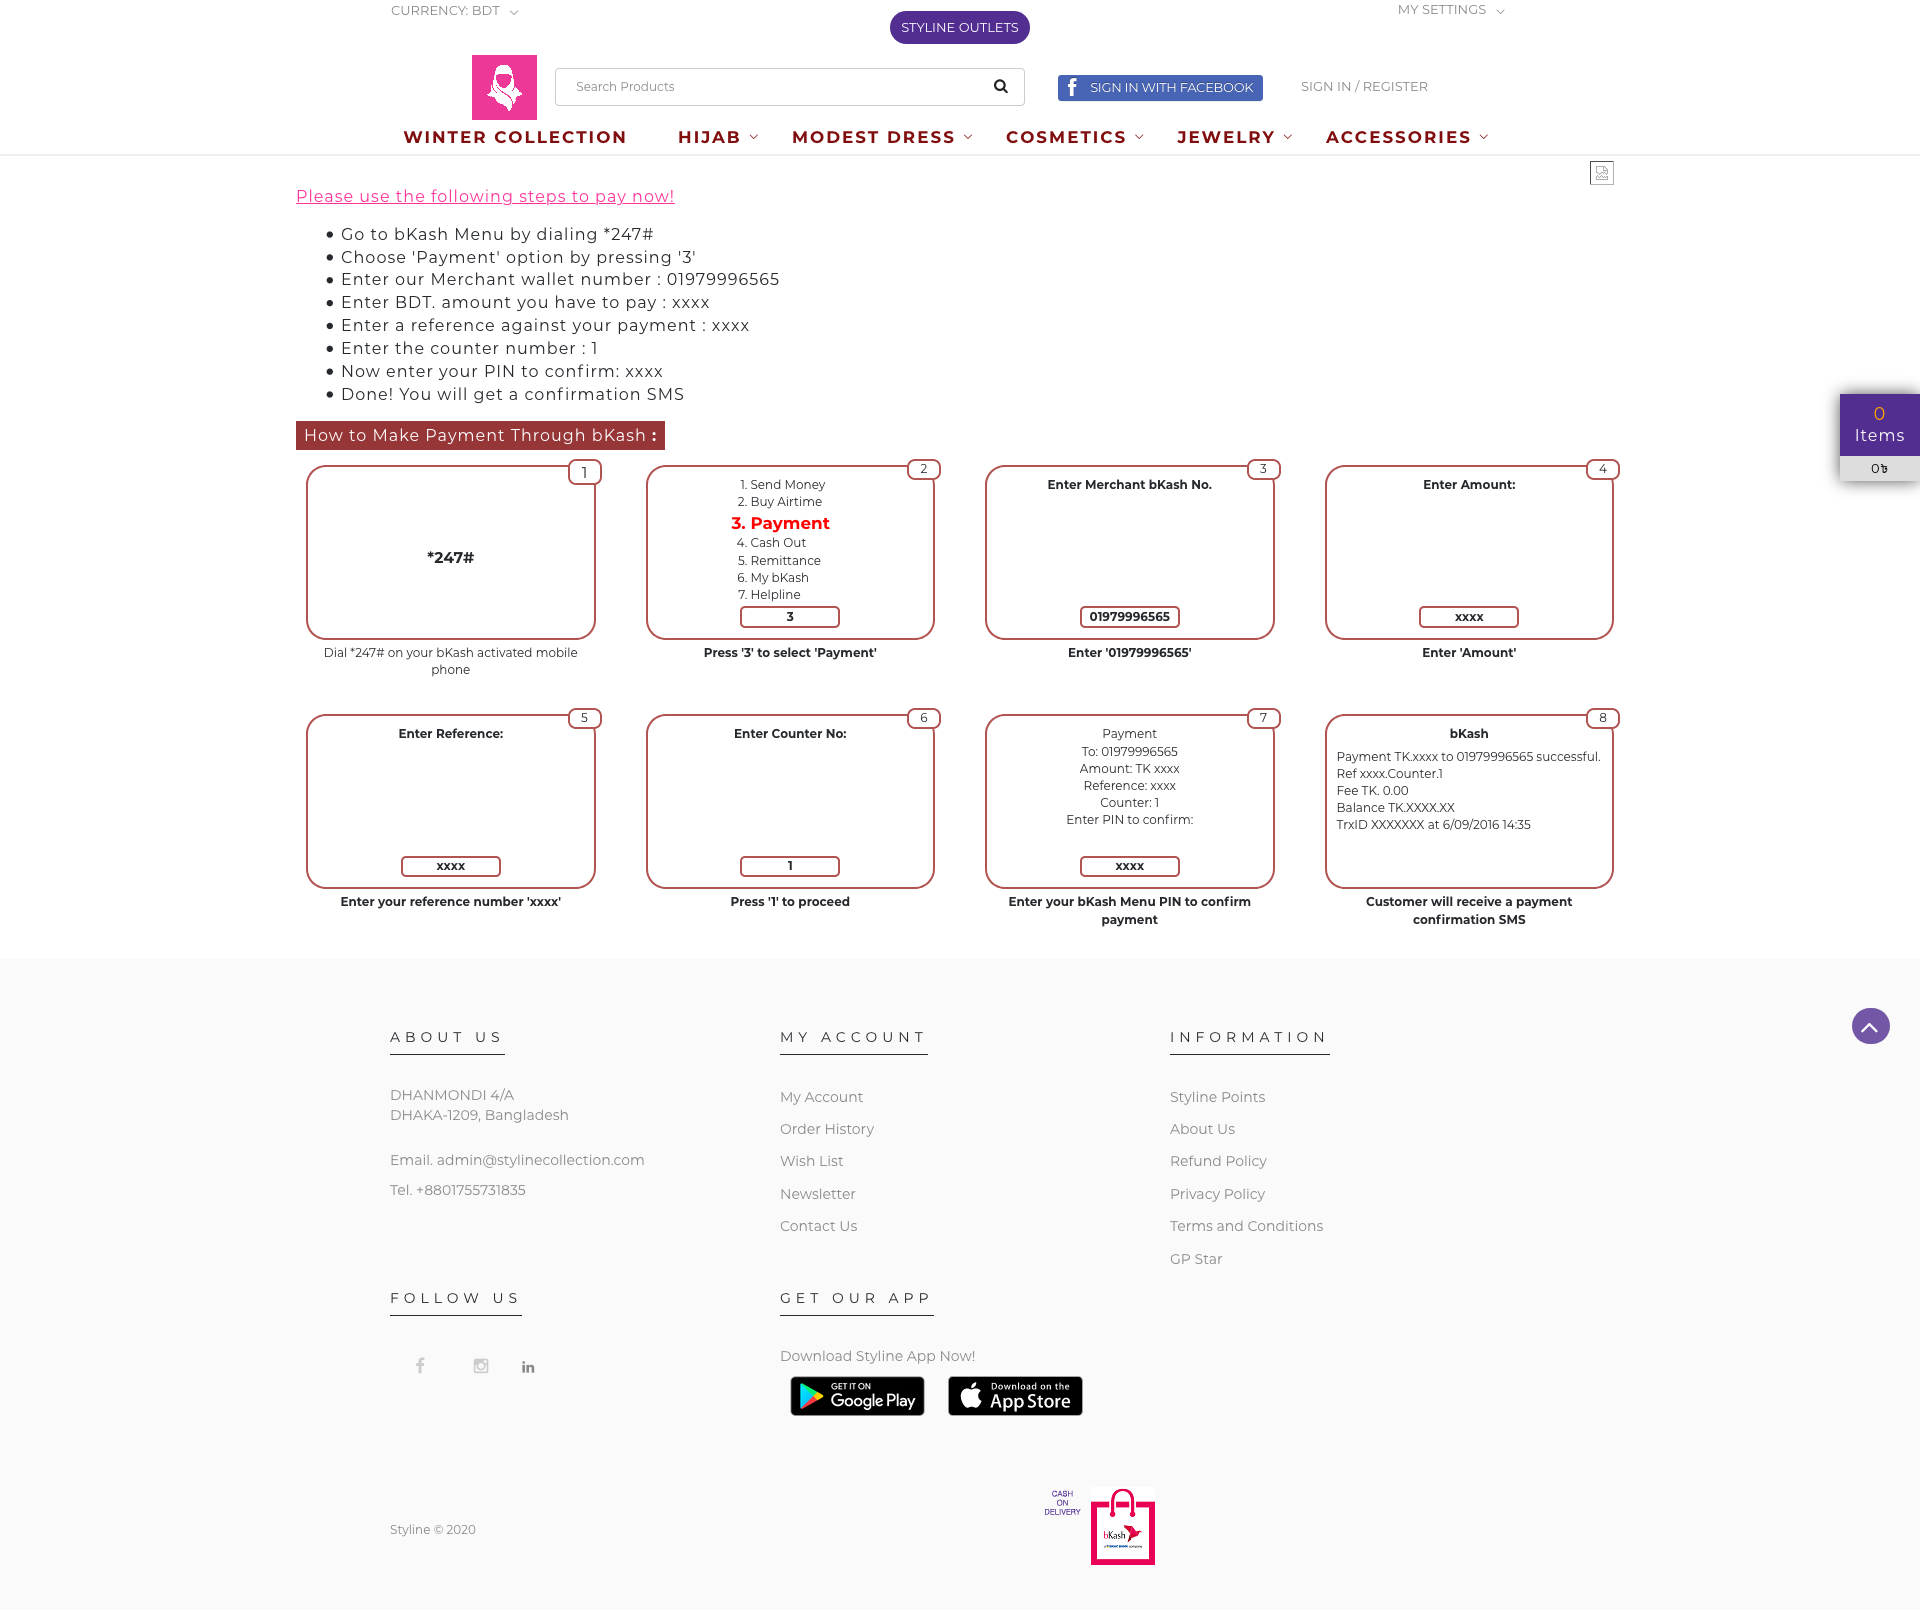 CURRENCY: BDT
STYLINE OUTLETS
MY SETTINGS
Search Products
SIGN IN WITH FACEBOOK
SIGN IN / REGISTER
WINTER COLLECTION
HIJAB
MODEST DRESS
COSMETICS
JEWELRY
ACCESSORIES
Please use the following steps to pay now!
Go to bKash Menu by dialing *247#
Choose 'Payment' option by pressing '3'
Enter our Merchant wallet number : 01979996565
Enter BDT. amount you have to pay : xxxx
Enter a reference against your payment : xxxx
Enter the counter number : 1
Now enter your PIN to confirm: xxxx
Done! You will get a confirmation SMS
0
Items
0৳
How to Make Payment Through bKash :
1
*247#
Dial *247# on your bKash activated mobile
phone
2
1. Send Money
2. Buy Airtime
3. Payment
4. Cash Out
5. Remittance
6. My bKash
7. Helpline
3
Press '3' to select 'Payment'
3
Enter Merchant bKash No.
01979996565
Enter '01979996565'
4
Enter Amount:
xxxx
Enter 'Amount'
5
Enter Reference:
xxxx
Enter your reference number 'xxxx'
6
Enter Counter No:
1
Press '1' to proceed
7
Payment
To: 01979996565
Amount: TK xxxx
Reference: xxxx
Counter: 1
Enter PIN to confirm:
xxxx
Enter your bKash Menu PIN to confirm
payment
8
bKash
Payment TK.xxxx to 01979996565 successful.
Ref xxxx.Counter.1
Fee TK. 0.00
Balance TK.XXXX.XX
TrxID XXXXXXX at 6/09/2016 14:35
Customer will receive a payment
confirmation SMS
ABOUT US
DHANMONDI 4/A
DHAKA-1209, Bangladesh
Email. admin@stylinecollection.com
Tel. +8801755731835
MY ACCOUNT
My Account
Order History
Wish List
Newsletter
Contact Us
INFORMATION
Styline Points
About Us
Refund Policy
Privacy Policy
Terms and Conditions
GP Star
FOLLOW US
GET OUR APP
Download Styline App Now!
GET IT ON
Google Play
Download on the
App Store
Styline © 2020
CASH
ON
DELIVERY
bKash